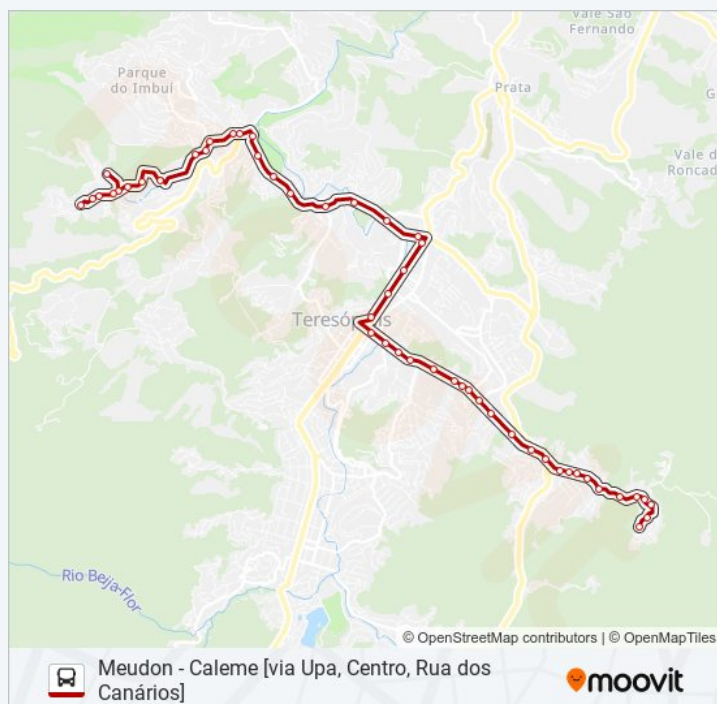 Vale São
Fernando
Parque
do Imbuí
Prata
Vale d
Roncad
Teresópolis
Rio Beija-Flor
© OpenStreetMap contributors | © OpenMapTiles
Meudon - Caleme [via Upa, Centro, Rua dos
Canários]
moovit